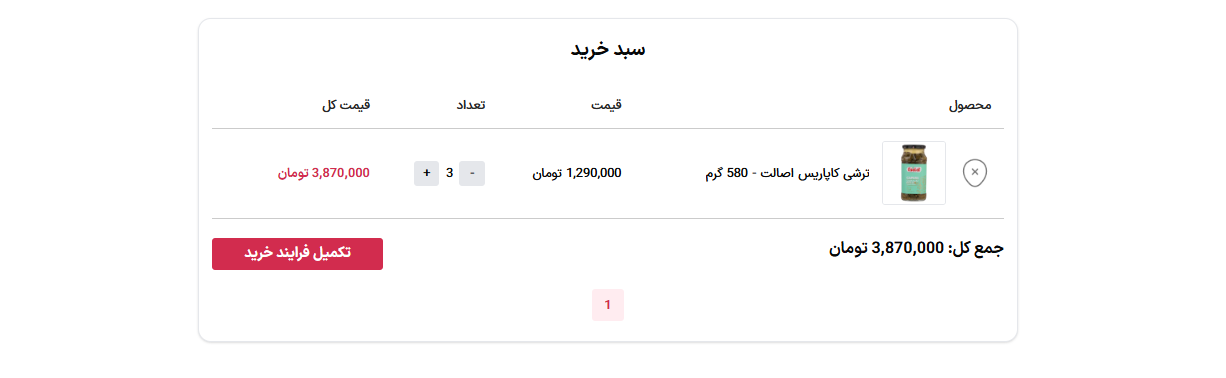 سبد خرید
محصول قیمت تعداد قیمت کل
× ترشی کاپاریس اصالت - 580 گرم 1,290,000 تومان - 3 + 3,870,000 تومان
جمع کل: 3,870,000 تومان
تکمیل فرایند خرید
1